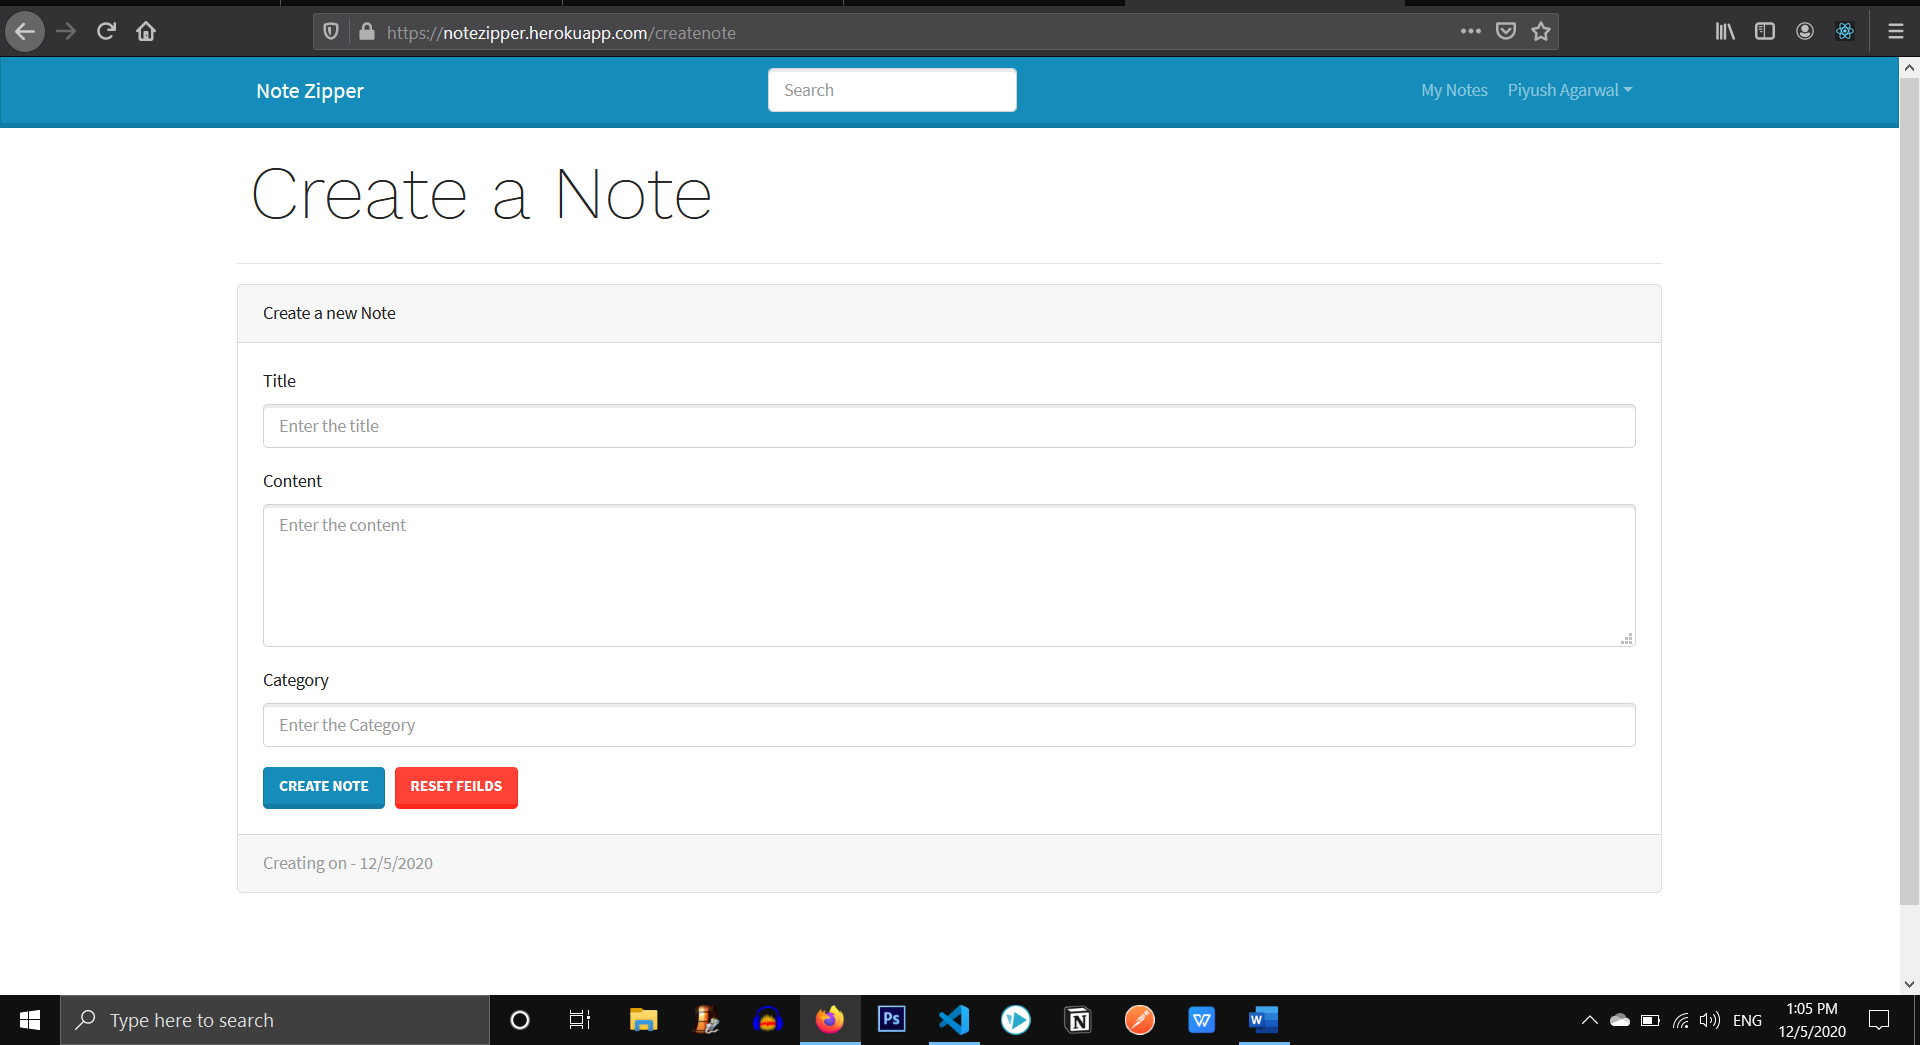 https://notezipper.herokuapp.com/createnote
Note Zipper
Search
My Notes
Piyush Agarwal
Create a Note
Create a new Note
Title
Enter the title
Content
Enter the content
Category
Enter the Category
CREATE NOTE
RESET FEILDS
Creating on - 12/5/2020
Type here to search
Ps
N
W
W
ENG
1:05 PM
12/5/2020